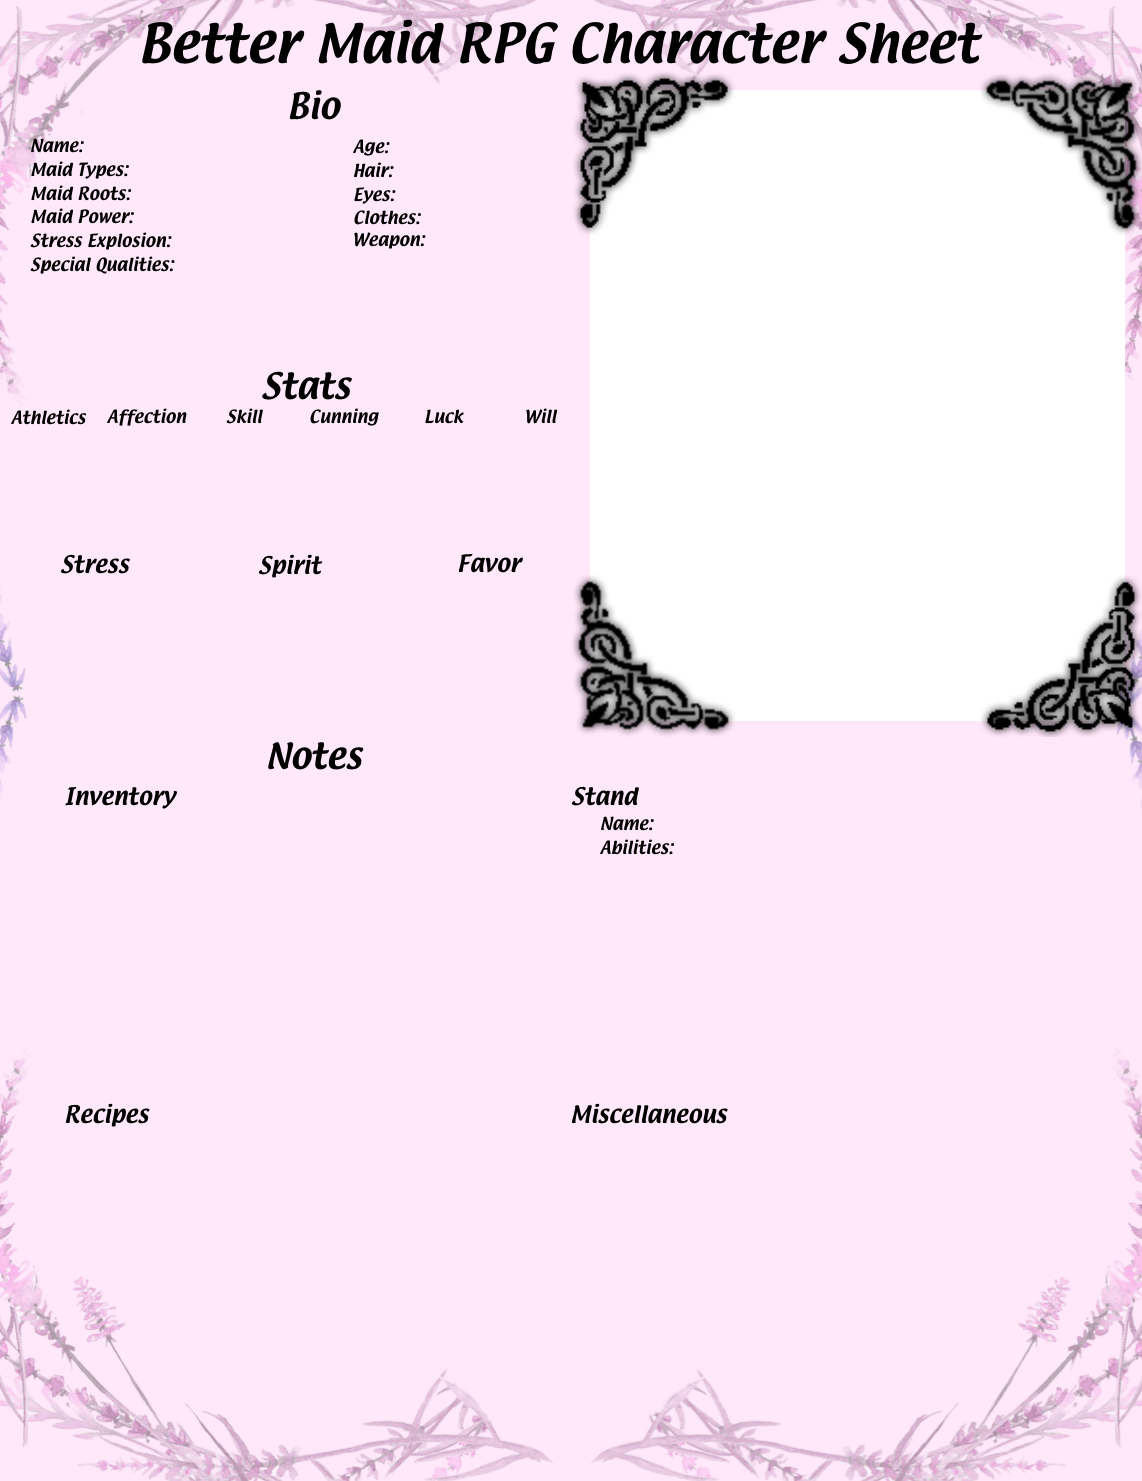 Better Maid RPG Character Sheet
Bio
Name:
Maid Types:
Maid Roots:
Maid Power:
Stress Explosion:
Special Qualities:
Age:
Hair:
Eyes:
Clothes:
Weapon:
Stats
Athletics Affection Skill Cunning Luck Will
Stress Spirit Favor
Notes
Inventory
Stand
Name:
Abilities:
Recipes
Miscellaneous